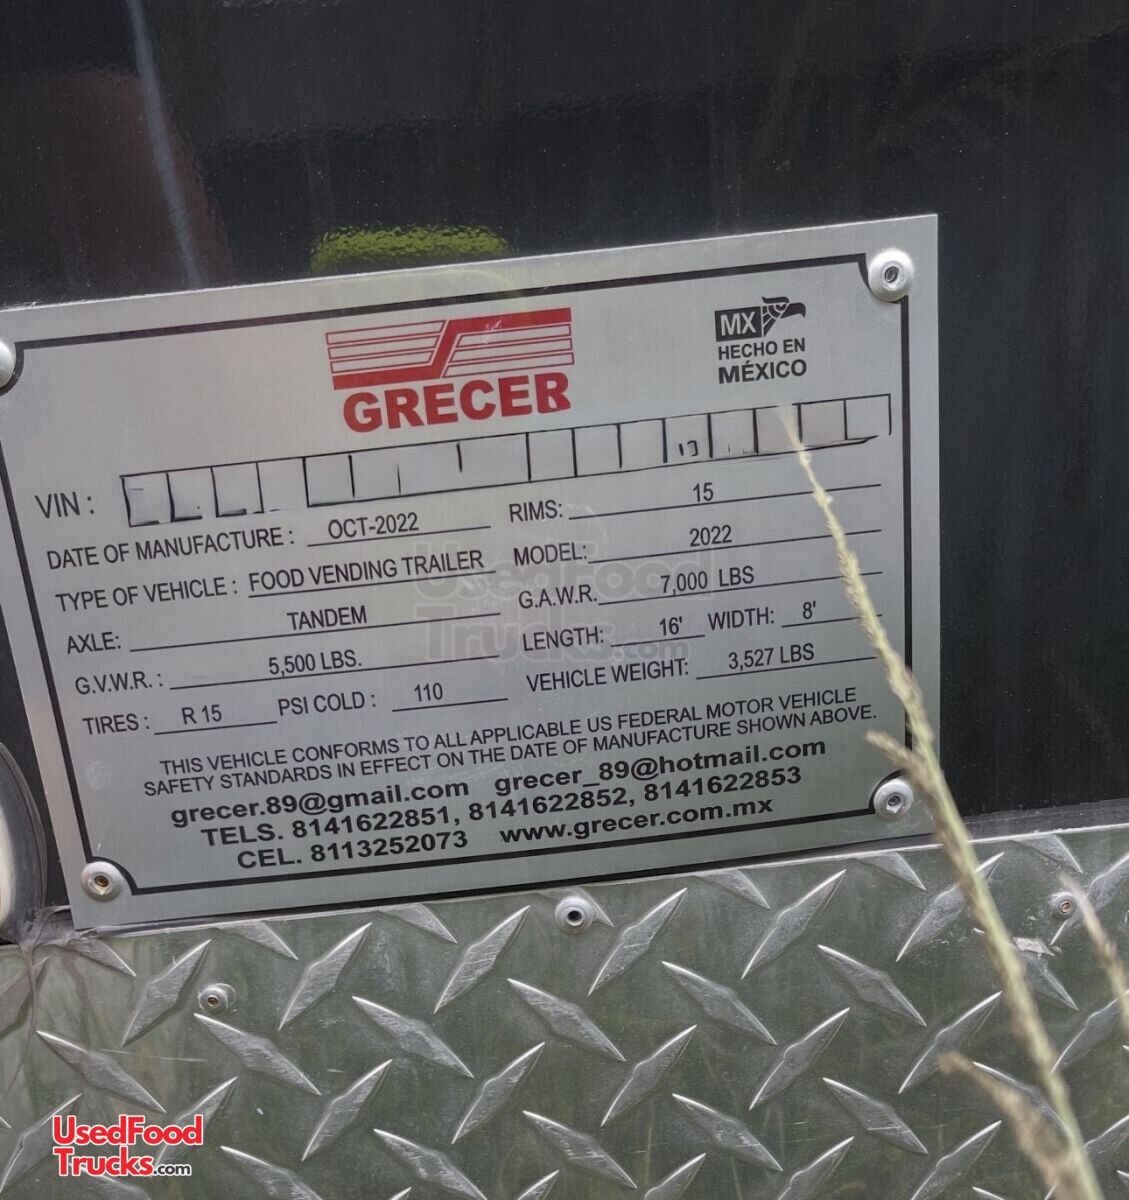 GRECER
MX
HECHO EN
MÉXICO
VIN :
DATE OF MANUFACTURE : OCT-2022 RIMS: 15
TYPE OF VEHICLE : FOOD VENDING TRAILER MODEL: 2022
AXLE: TANDEM G.A.W.R. 7,000 LBS
G.V.W.R. : 5,500 LBS. LENGTH: 16' WIDTH: 8'
TIRES : R 15 PSI COLD : 110 VEHICLE WEIGHT: 3,527 LBS
THIS VEHICLE CONFORMS TO ALL APPLICABLE US FEDERAL MOTOR VEHICLE
SAFETY STANDARDS IN EFFECT ON THE DATE OF MANUFACTURE SHOWN ABOVE.
grecer.89@gmail.com grecer_89@hotmail.com
TELS. 8141622851, 8141622852, 8141622853
CEL. 8113252073 www.grecer.com.mx
UsedFood
Trucks.com
UsedFood
Trucks.com